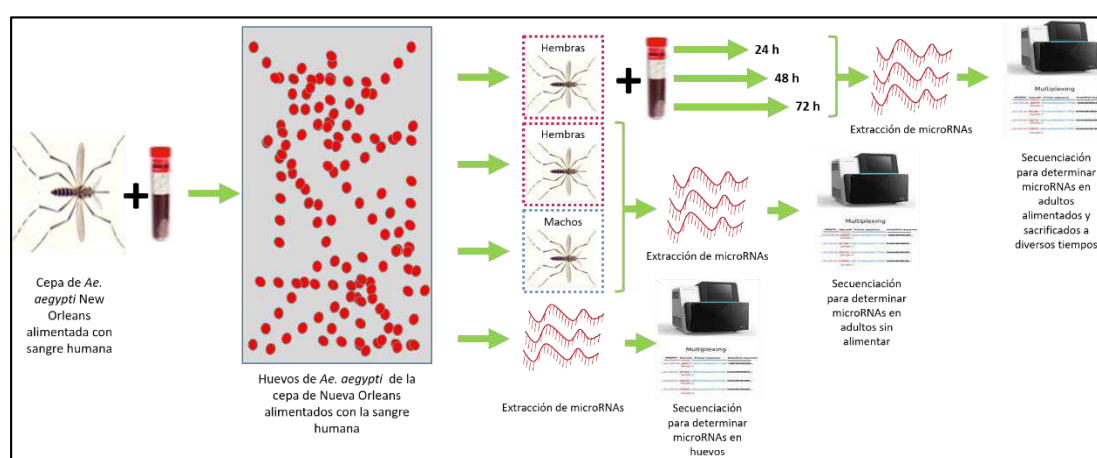 Cepa de Ae.
aegypti New
Orleans
alimentada con
sangre humana
Huevos de Ae. aegypti de la
cepa de Nueva Orleans
alimentados con la sangre
humana
Hembras
24 h
48 h
72 h
Extracción de microRNAs
Multiplexing
Secuenciación
para determinar
microRNAs en
adultos
alimentados y
sacrificados a
diversos tiempos
Hembras
Machos
Extracción de microRNAs
Multiplexing
Secuenciación
para determinar
microRNAs en
adultos sin
alimentar
Extracción de microRNAs
Multiplexing
Secuenciación
para determinar
microRNAs en
huevos